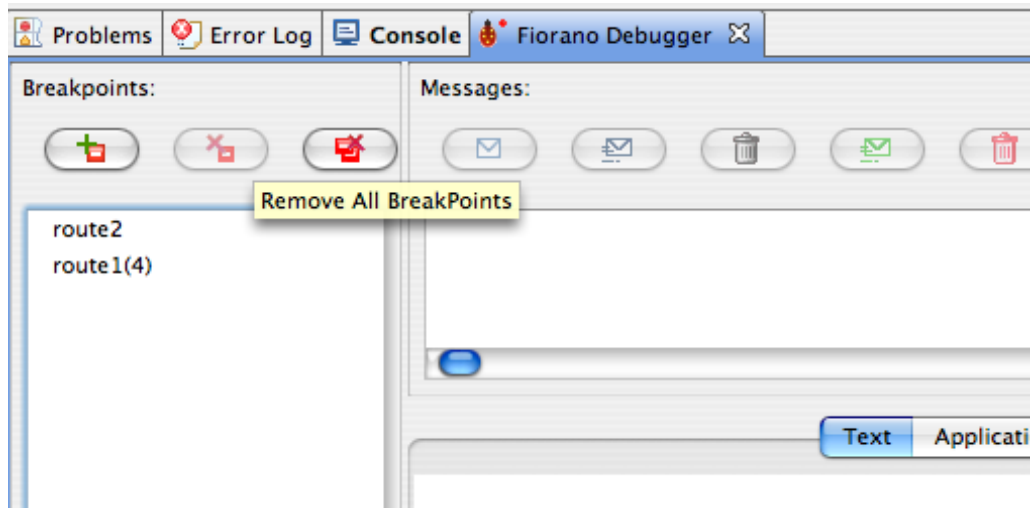 Problems Error Log Console Fiorano Debugger
Breakpoints: Messages:
Remove All BreakPoints
route2
route1(4)
Text Applicati